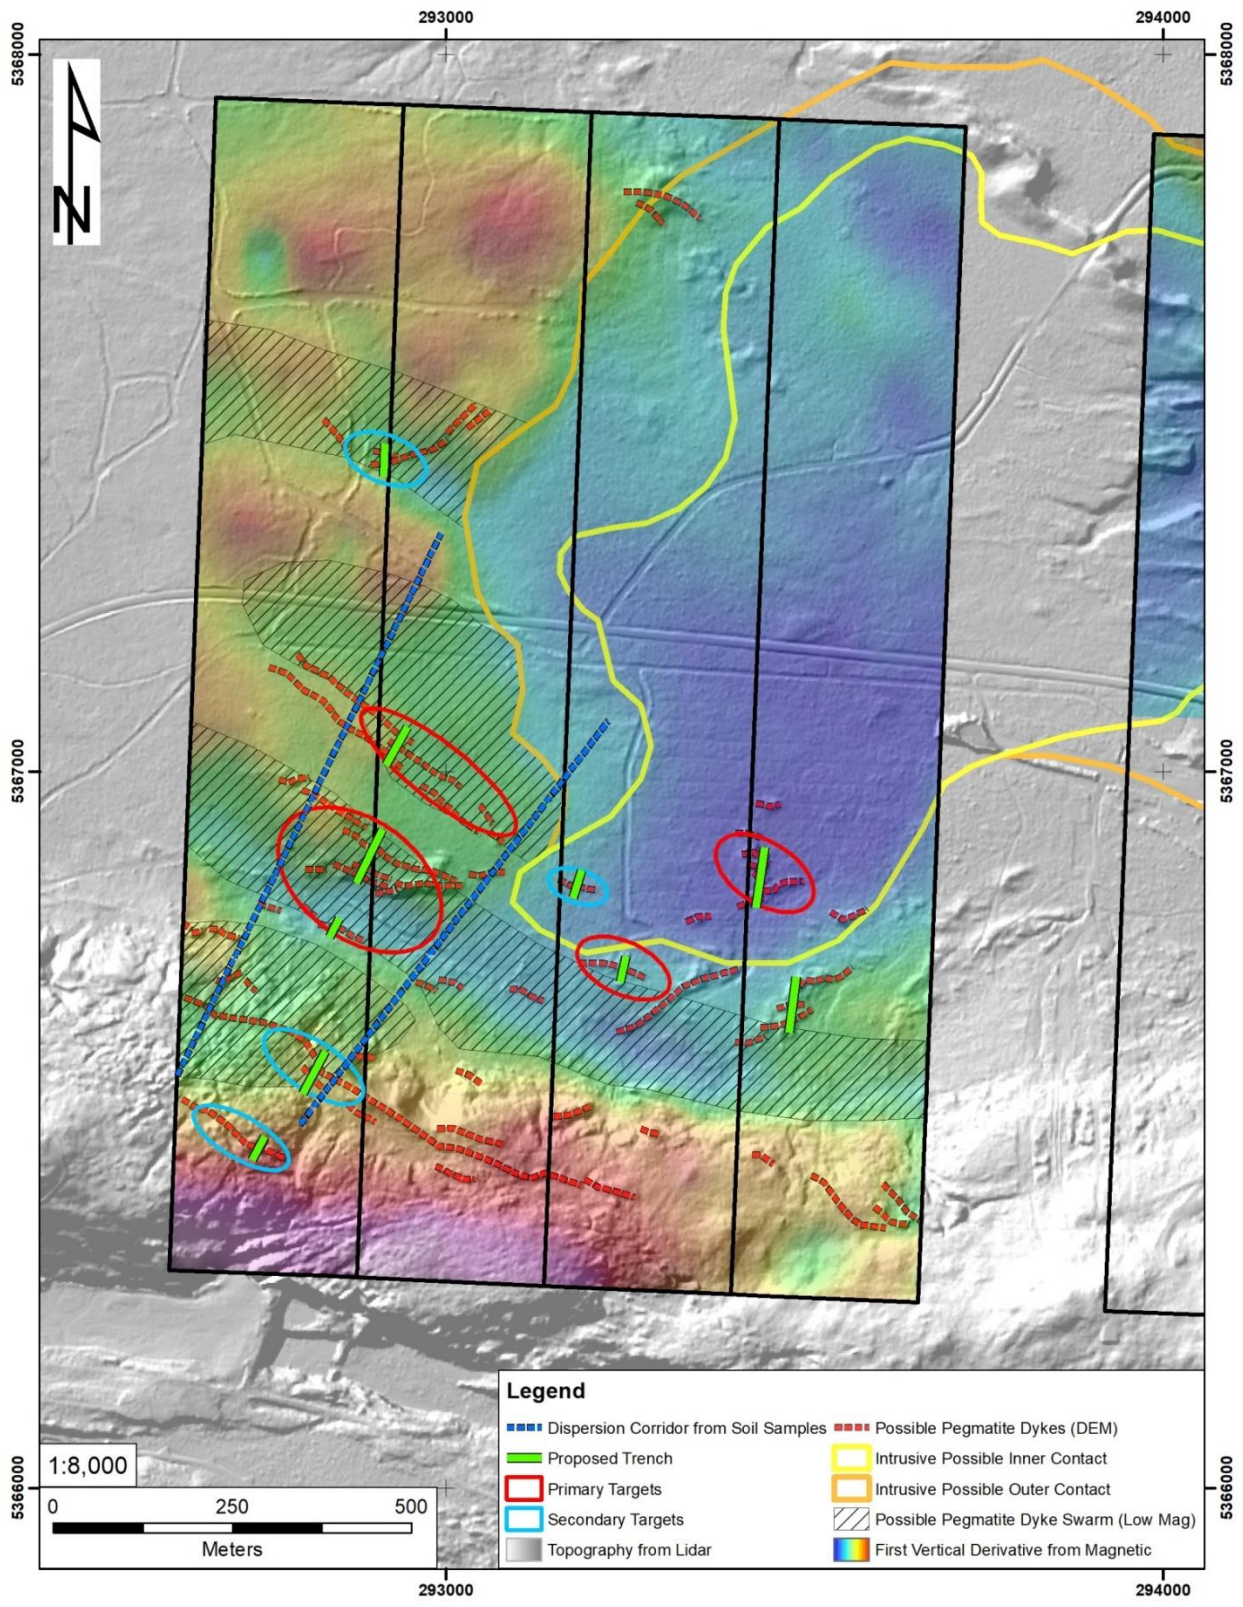 293000
294000
5368000
5368000
N
5367000
5367000
Legend
Dispersion Corridor from Soil Samples
Possible Pegmatite Dykes (DEM)
Proposed Trench
Intrusive Possible Inner Contact
Primary Targets
Intrusive Possible Outer Contact
Secondary Targets
Possible Pegmatite Dyke Swarm (Low Mag)
Topography from Lidar
First Vertical Derivative from Magnetic
1:8,000
0 250 500
Meters
5366000
5366000
293000
294000